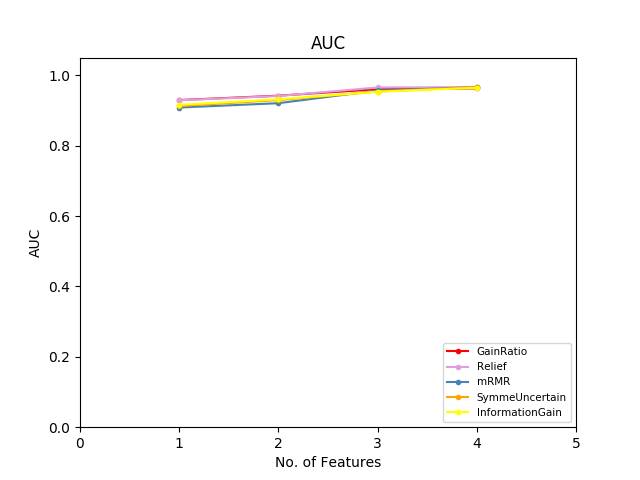 AUC
1.0
0.8
0.6
0.4
0.2
0.0
AUC
0 1 2 3 4 5
No. of Features
GainRatio
Relief
mRMR
SymmeUncertain
InformationGain